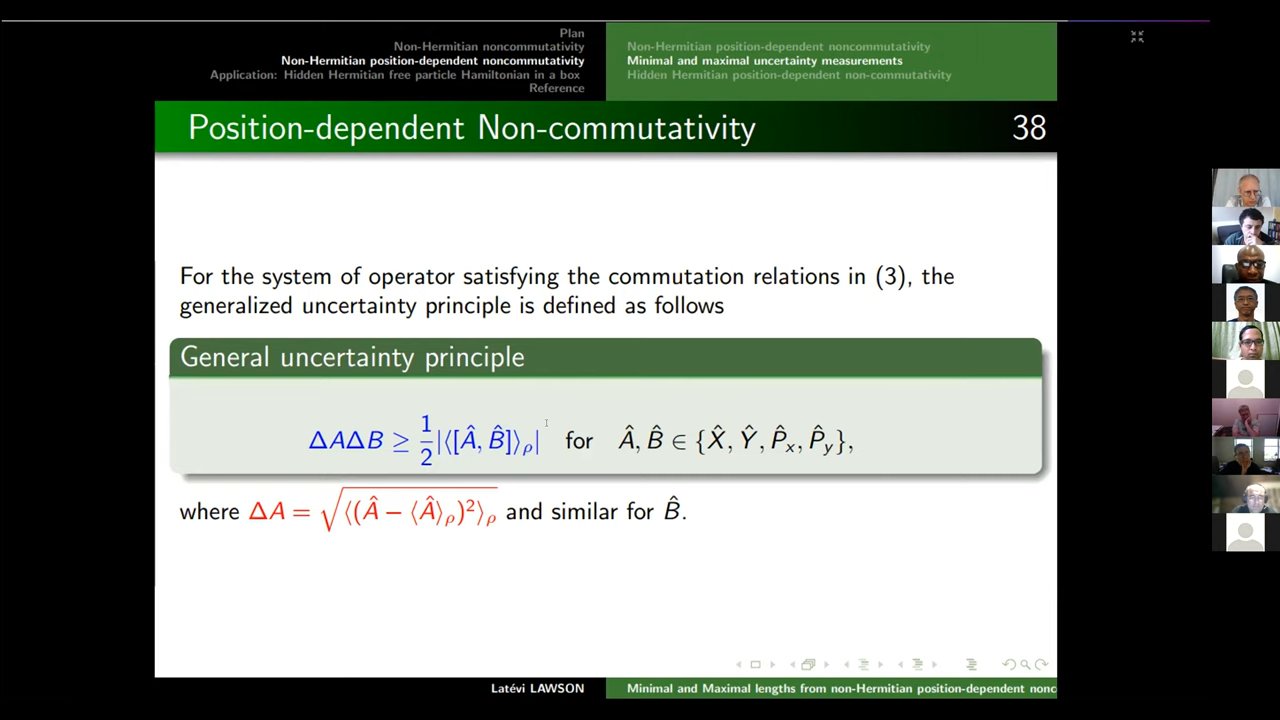 Plan
Non-Hermitian noncommutativity
Non-Hermitian position-dependent noncommutativity
Application: Hidden Hermitian free particle Hamiltonian in a box
Reference
Non-Hermitian position-dependent noncommutativity
Minimal and maximal uncertainty measurements
Hidden Hermitian position-dependent non-commutativity
Position-dependent Non-commutativity 38
For the system of operator satisfying the commutation relations in (3), the
generalized uncertainty principle is defined as follows
General uncertainty principle
ΔAΔB ≥ 1/2|⟨[Â, B̂]⟩ρ| for Â, B̂ ∈ {X̂, Ŷ, P̂x, P̂y},
where ΔA = √⟨(Â − ⟨Â⟩ρ)²⟩ρ and similar for B̂.
Latévi LAWSON
Minimal and Maximal lengths from non-Hermitian position-dependent nonc